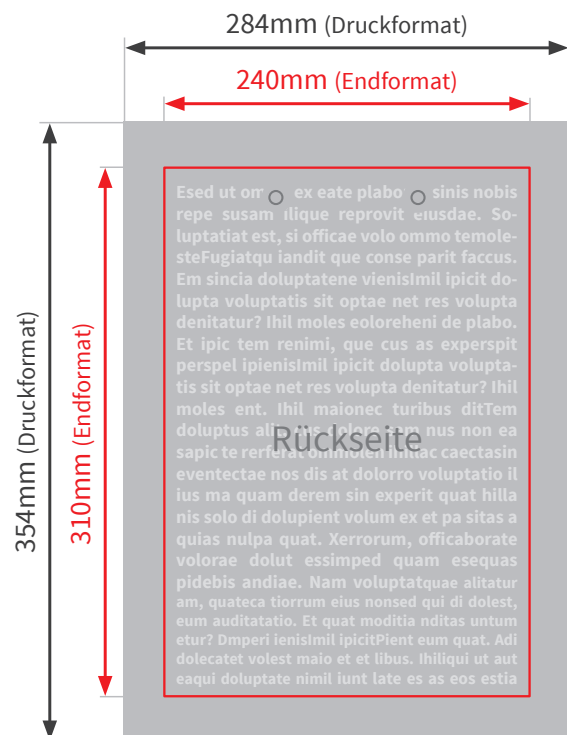 284mm (Druckformat)
240mm (Endformat)
354mm (Druckformat)
310mm (Endformat)
Esed ut ex eate plabo sinis nobis
repe susam ilique reprovit eiusdae. So-
luptatiat est, si officae volo ommo temole-
steFugiatqu iandit que conse parit faccus.
Em sincia doluptatene vienisImil ipicit do-
lupta voluptatis sit optae net res volupta
denitatur? Ihil moles eoloreheni de plabo.
Et ipic tem renimi, que cus as experspit
perspel ipienisImil ipicit dolupta volupta-
tis sit optae net res volupta denitatur? Ihil
moles ent. Ihil maionec turibus ditTem
doluptus nus non ea
Rückseite
sapic te caectasin
eventectae nos dis at dolorro voluptatio il
ius ma quam derem sin experit quat hilla
nis solo di dolupient volum ex et pa sitas a
quias nulpa quat. Xerrorum, officaborate
volorae dolut essimped quam esequas
pidebis andiae. Nam voluptatquae alitatur
am, quateca tiorrum eius nonsed qui di dolest,
eum auditatatio. Et quat moditia nditas untum
etur? Dmperi ienisImil ipicitPient eum quat. Adi
dolecatet volest maio et et libus. Ihiliqui ut aut
eaqui doluptate nimil iunt late es as eos estia